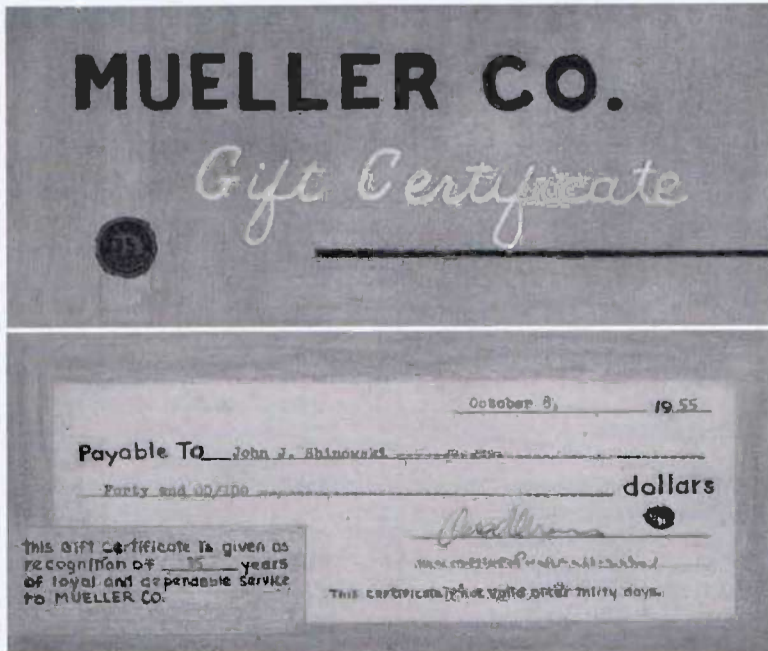 MUELLER CO.
Gift Certificate
October 8, 19 55
Payable To John J. Shinowski
Forty and 00/100 dollars
This Gift certificate is given as
recognition of 15 years
of loyal and dependable service
to MUELLER CO.
This certificate not valid after thirty days.